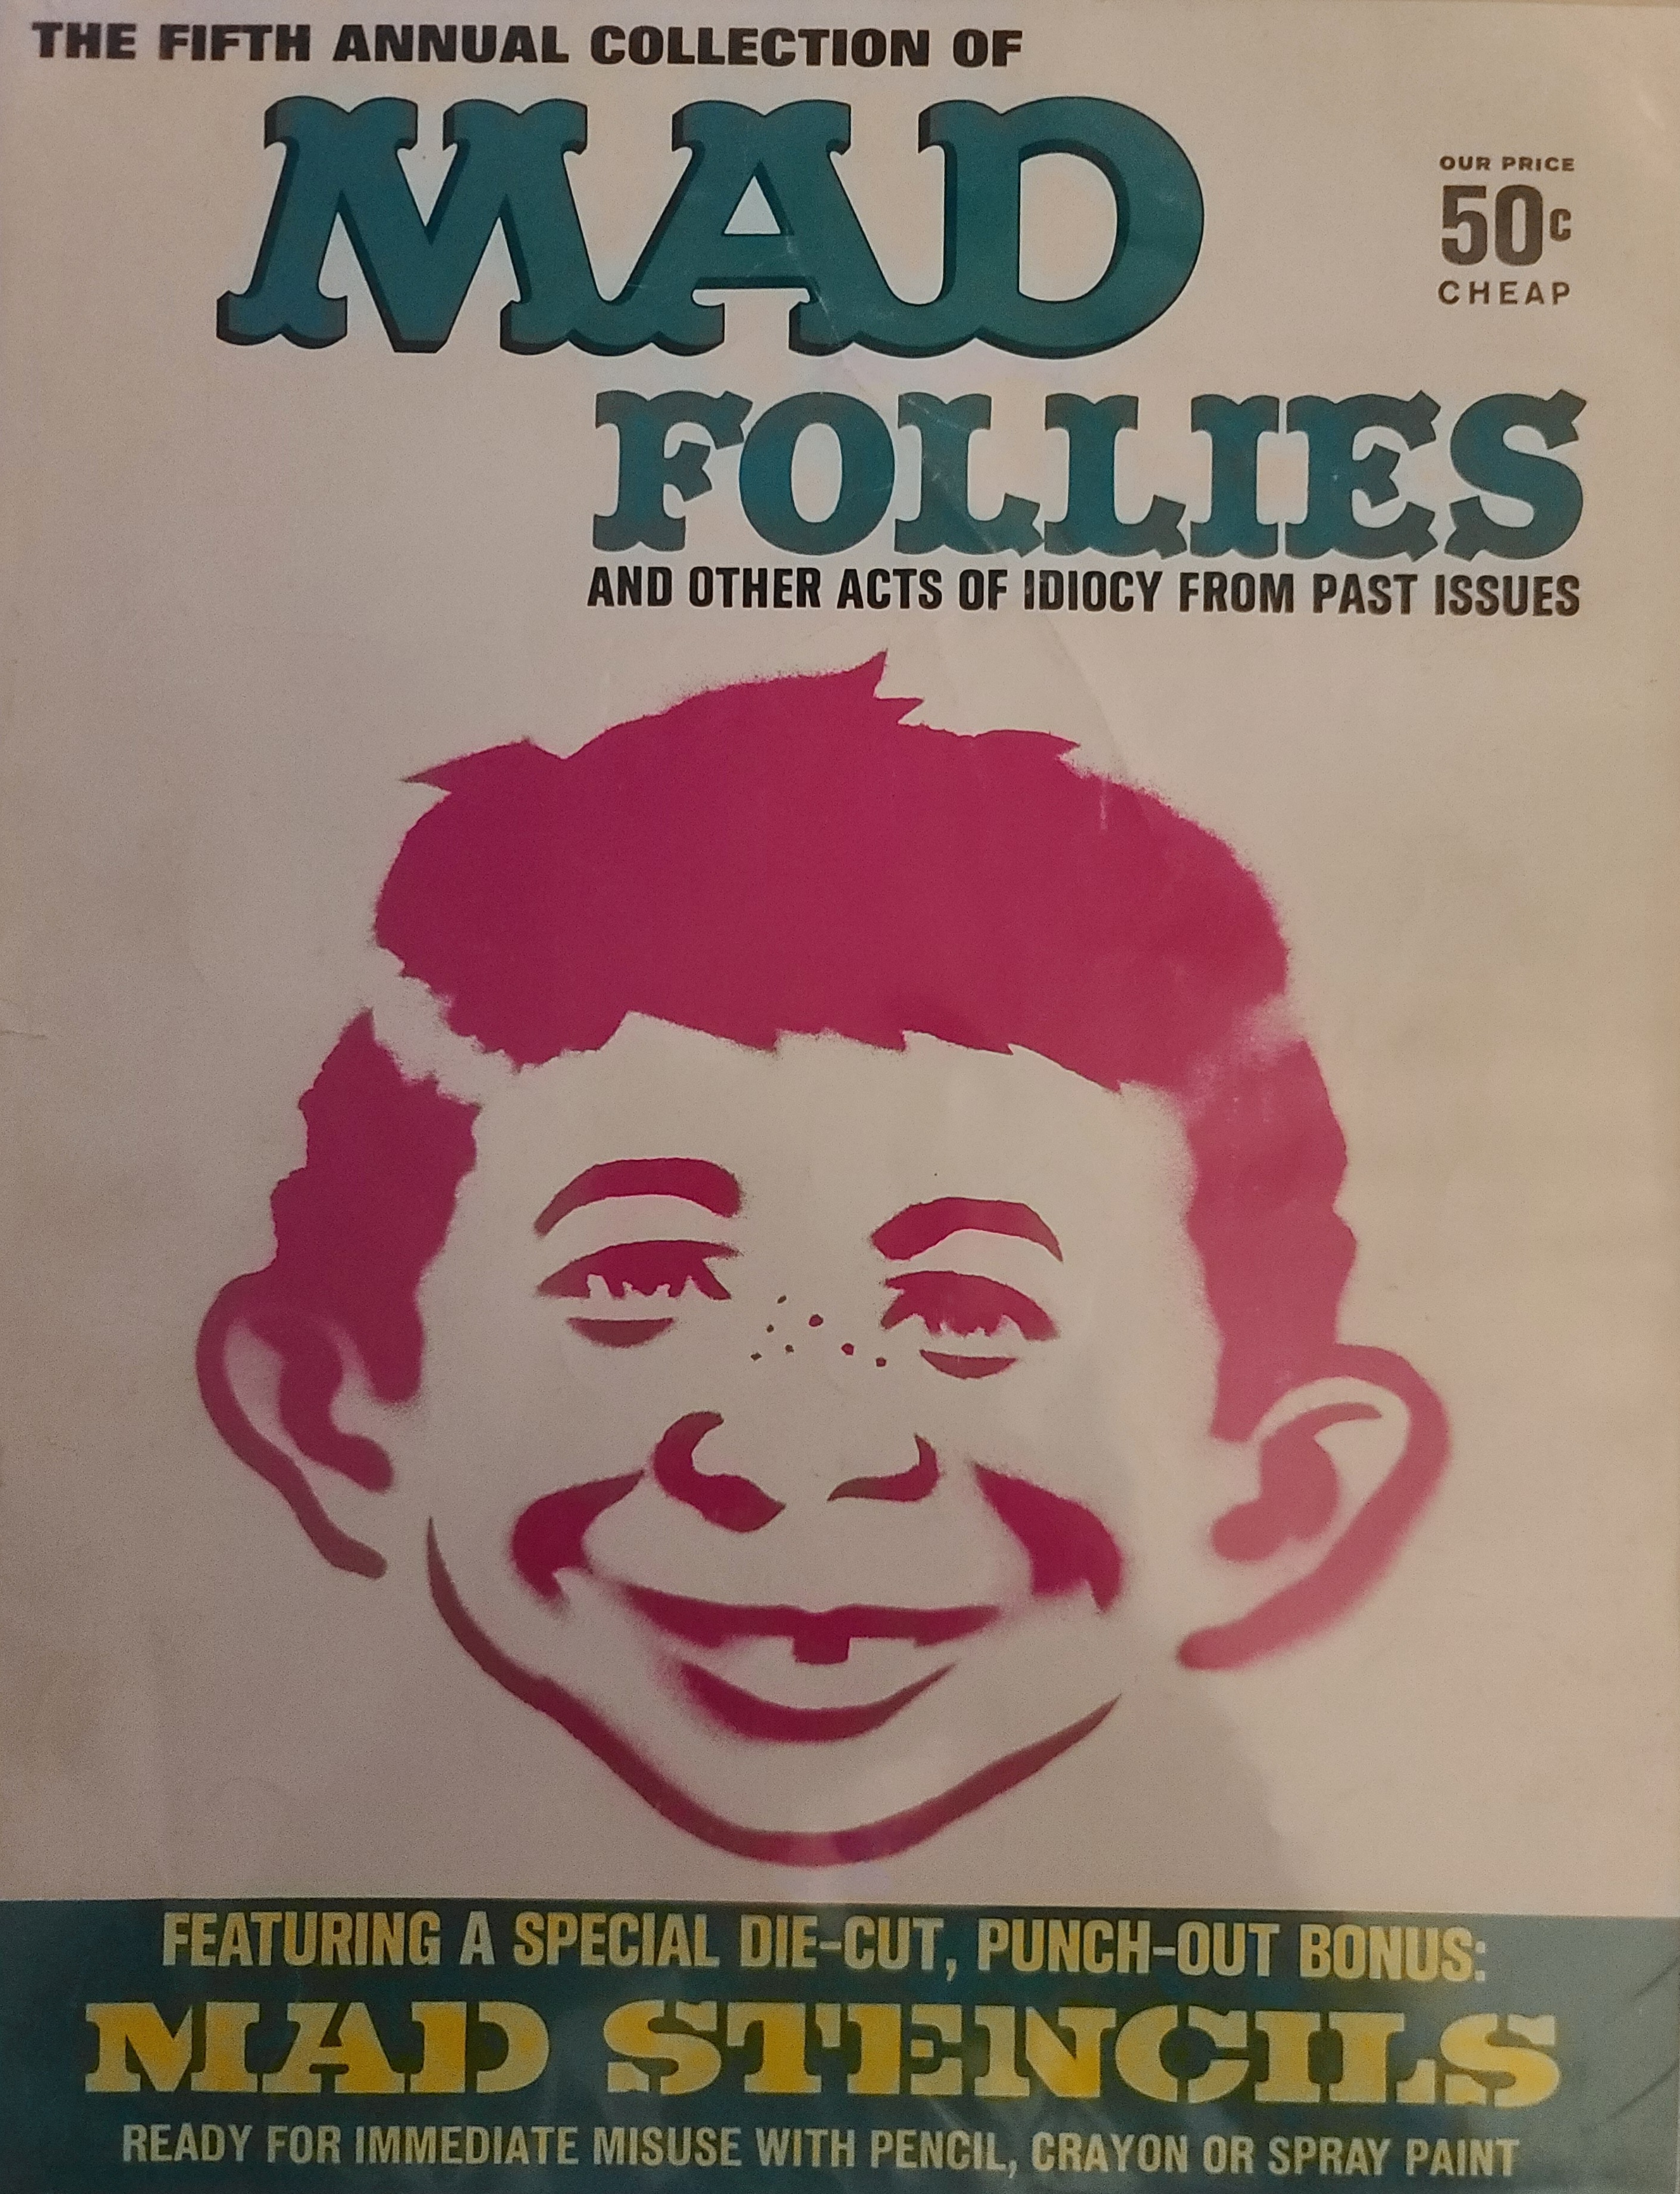 THE FIFTH ANNUAL COLLECTION OF
MAD
OUR PRICE
50c
CHEAP
FOLLIES
AND OTHER ACTS OF IDIOCY FROM PAST ISSUES
FEATURING A SPECIAL DIE-CUT, PUNCH-OUT BONUS:
MAD STENCILS
READY FOR IMMEDIATE MISUSE WITH PENCIL, CRAYON OR SPRAY PAINT